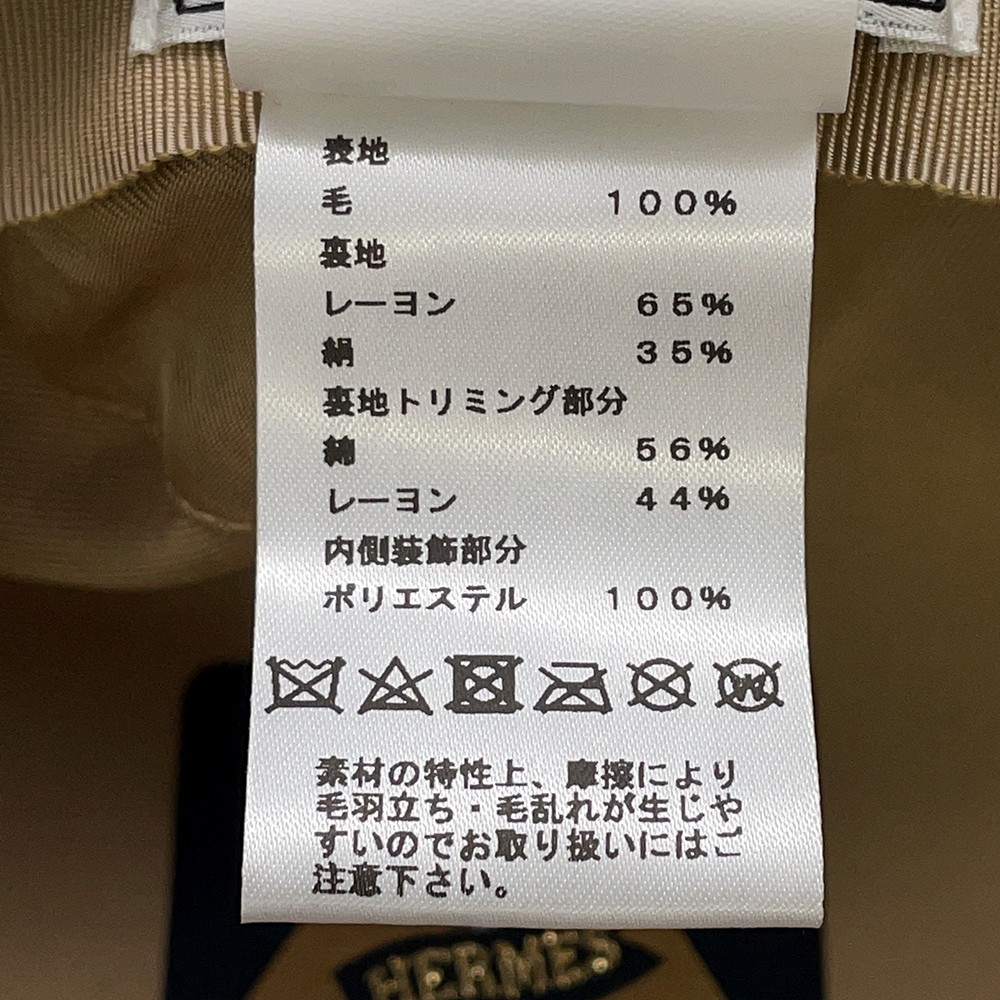 表地
毛 100%
裏地
レーヨン 65%
絹 35%
裏地トリミング部分
綿 56%
レーヨン 44%
内側装飾部分
ポリエステル 100%
素材の特性上、摩擦により
毛羽立ち・毛乱れが生じや
すいのでお取り扱いにはご
注意下さい。
HERMES